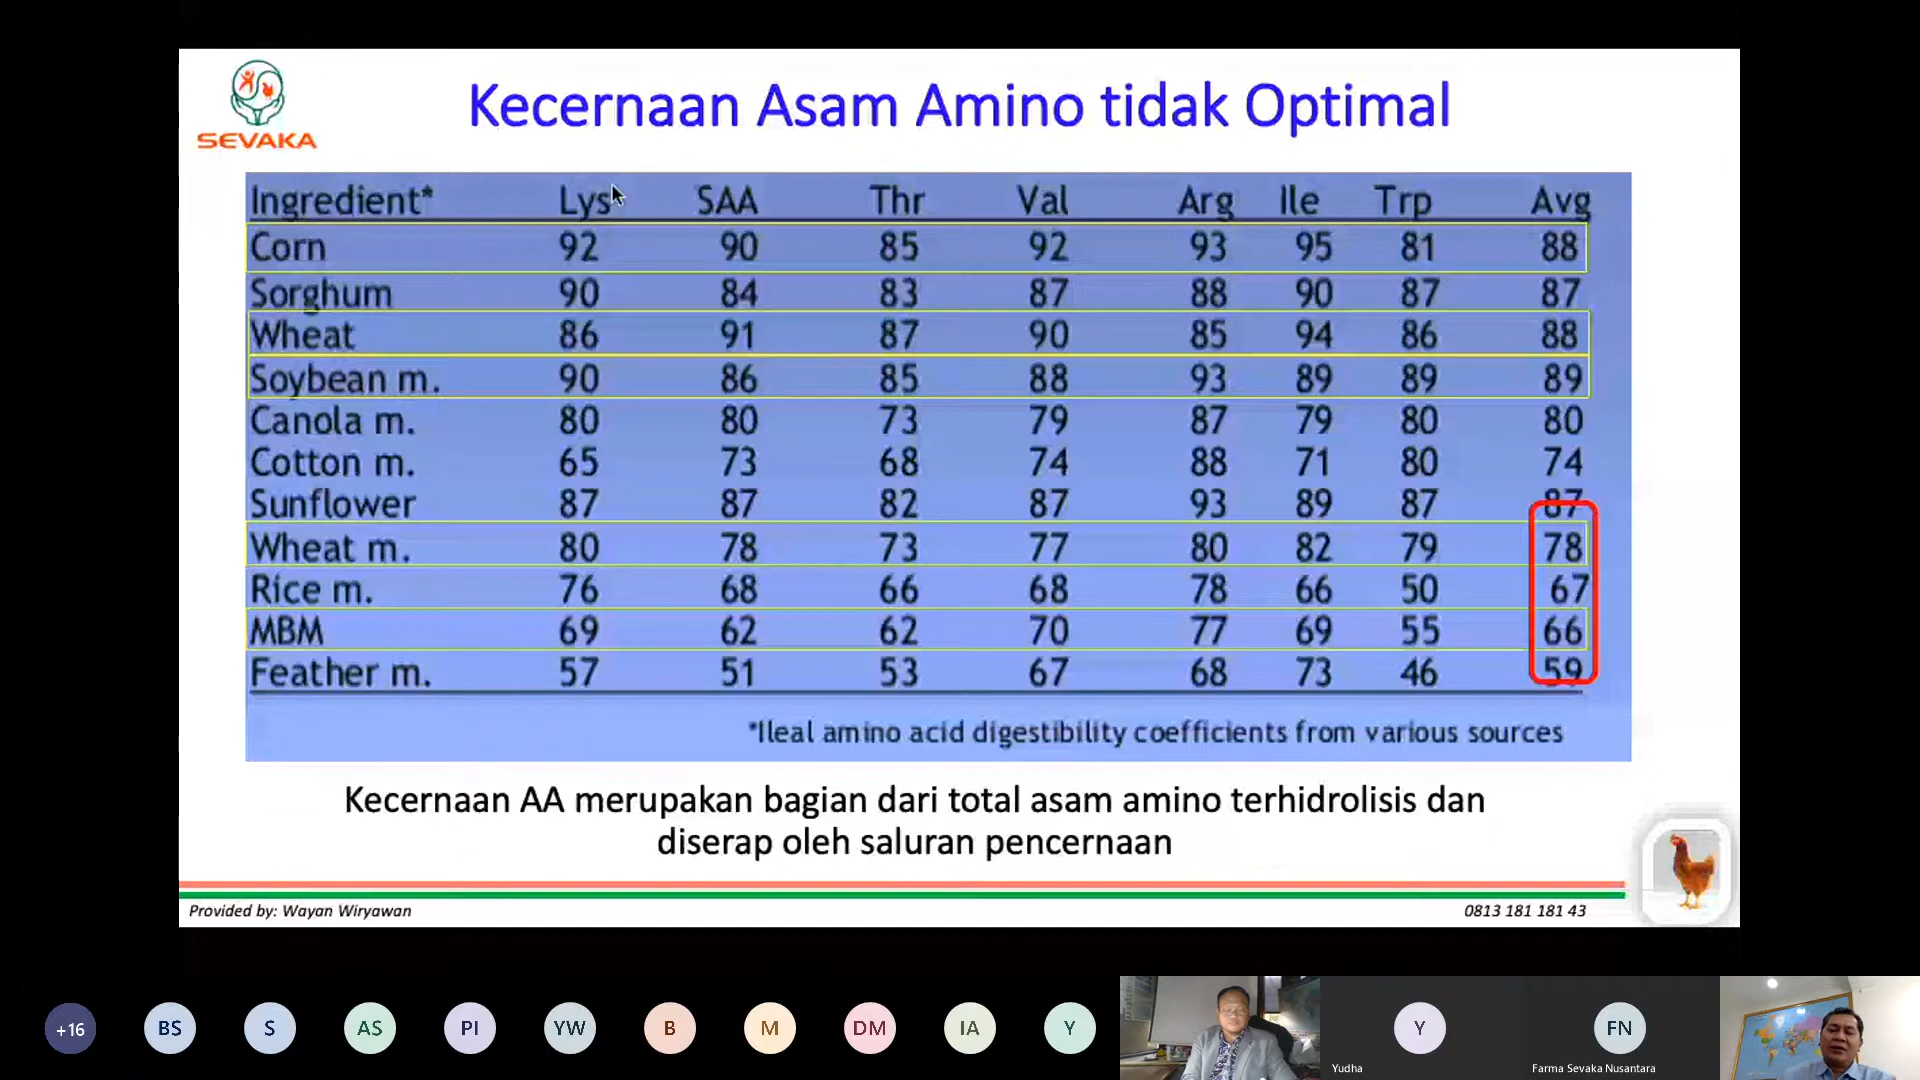 SEVAKA
Kecernaan Asam Amino tidak Optimal
Ingredient* Lys SAA Thr Val Arg Ile Trp Avg
Corn 92 90 85 92 93 95 81 88
Sorghum 90 84 83 87 88 90 87 87
Wheat 86 91 87 90 85 94 86 88
Soybean m. 90 86 85 88 93 89 89 89
Canola m. 80 80 73 79 87 79 80 80
Cotton m. 65 73 68 74 88 71 80 74
Sunflower 87 87 82 87 93 89 87 87
Wheat m. 80 78 73 77 80 82 79 78
Rice m. 76 68 66 68 78 66 50 67
MBM 69 62 62 70 77 69 55 66
Feather m. 57 51 53 67 68 73 46 59
*Ileal amino acid digestibility coefficients from various sources
Kecernaan AA merupakan bagian dari total asam amino terhidrolisis dan
diserap oleh saluran pencernaan
Provided by: Wayan Wiryawan 0813 181 181 43
+16 BS S AS PI YW B M DM IA Y Y FN
Yudha Farma Sevaka Nusantara